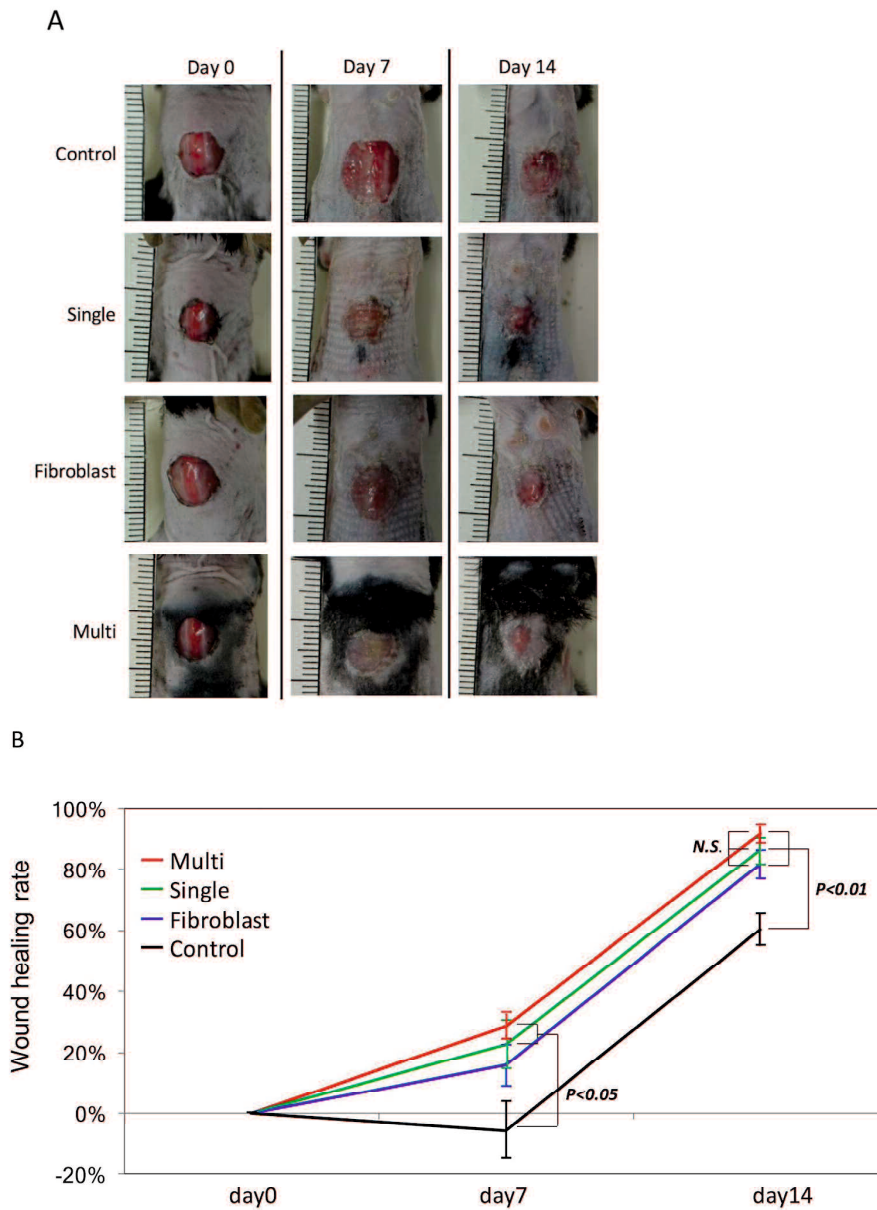 A
Day 0 Day 7 Day 14
Control
Single
Fibroblast
Multi
B
Wound healing rate
100%
80%
60%
40%
20%
0%
-20%
Multi
Single
Fibroblast
Control
N.S.
P<0.01
P<0.05
day0 day7 day14